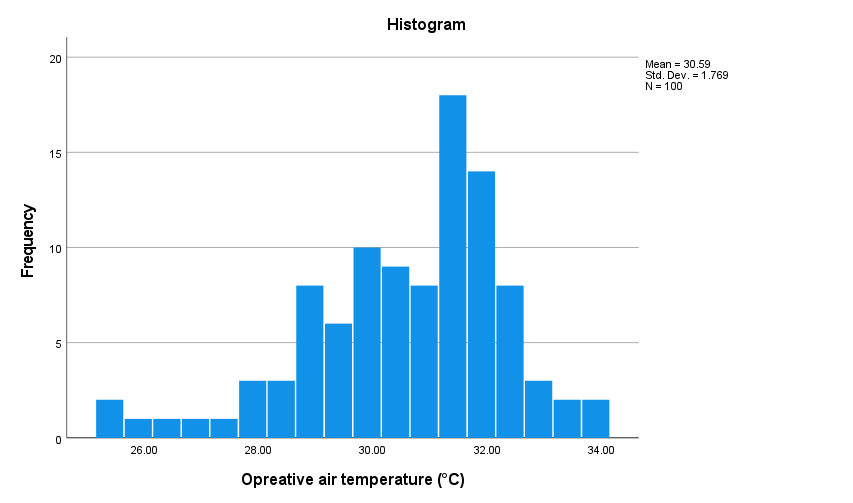 Histogram
20
15
10
5
0
Frequency
26.00 28.00 30.00 32.00 34.00
Opreative air temperature (°C)
Mean = 30.59
Std. Dev. = 1.769
N = 100